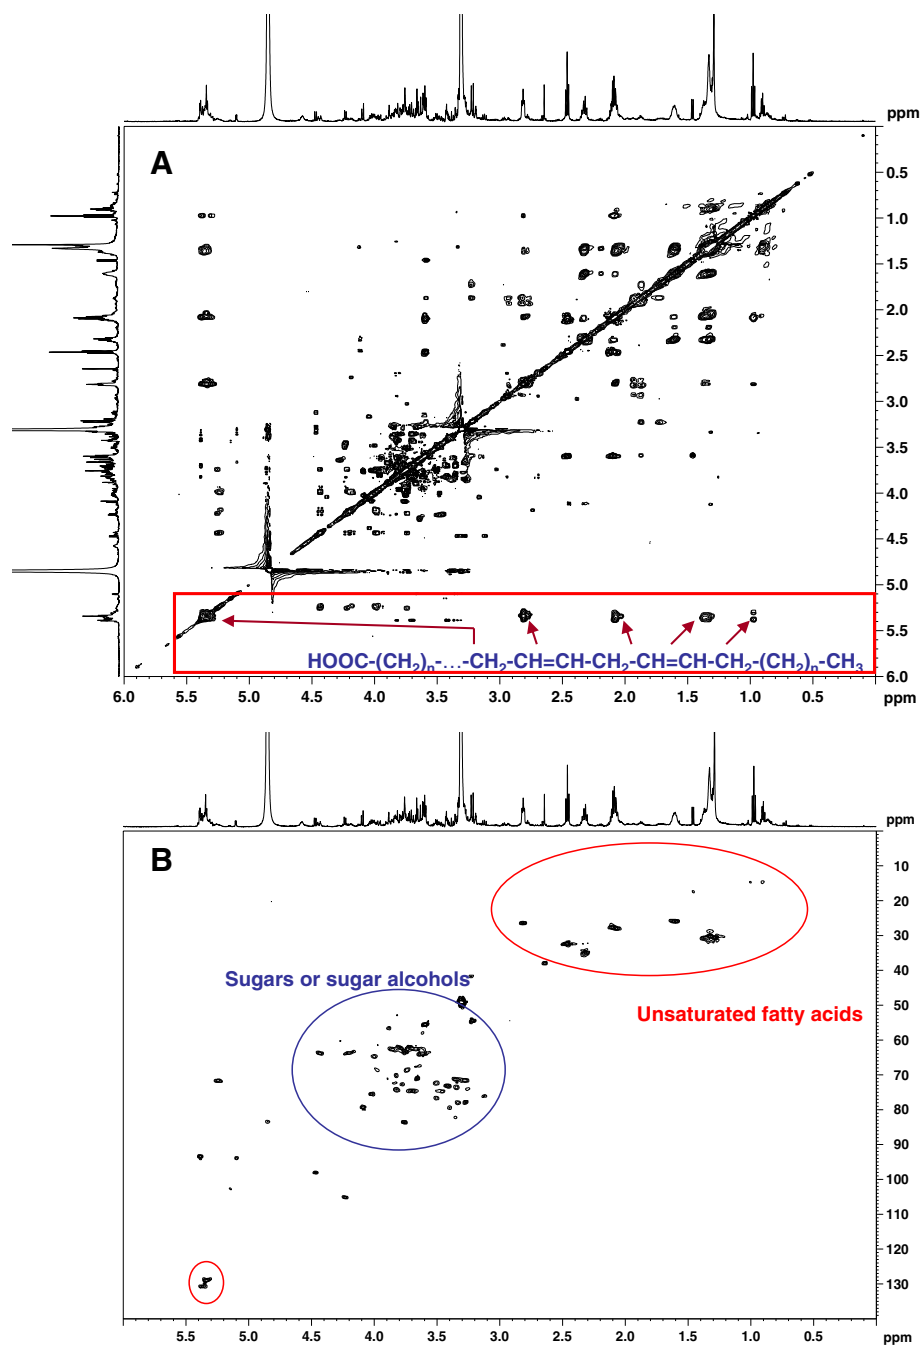 ppm
A
0.5
1.0
1.5
2.0
2.5
3.0
3.5
4.0
4.5
5.0
5.5
6.0
HOOC-(CH2)n-...-CH2-CH=CH-CH2-CH=CH-CH2-(CH2)n-CH3
6.0 5.5 5.0 4.5 4.0 3.5 3.0 2.5 2.0 1.5 1.0 0.5 ppm
ppm
B
10
20
30
40
Sugars or sugar alcohols
50
Unsaturated fatty acids
60
70
80
90
100
110
120
130
5.5 5.0 4.5 4.0 3.5 3.0 2.5 2.0 1.5 1.0 0.5 ppm